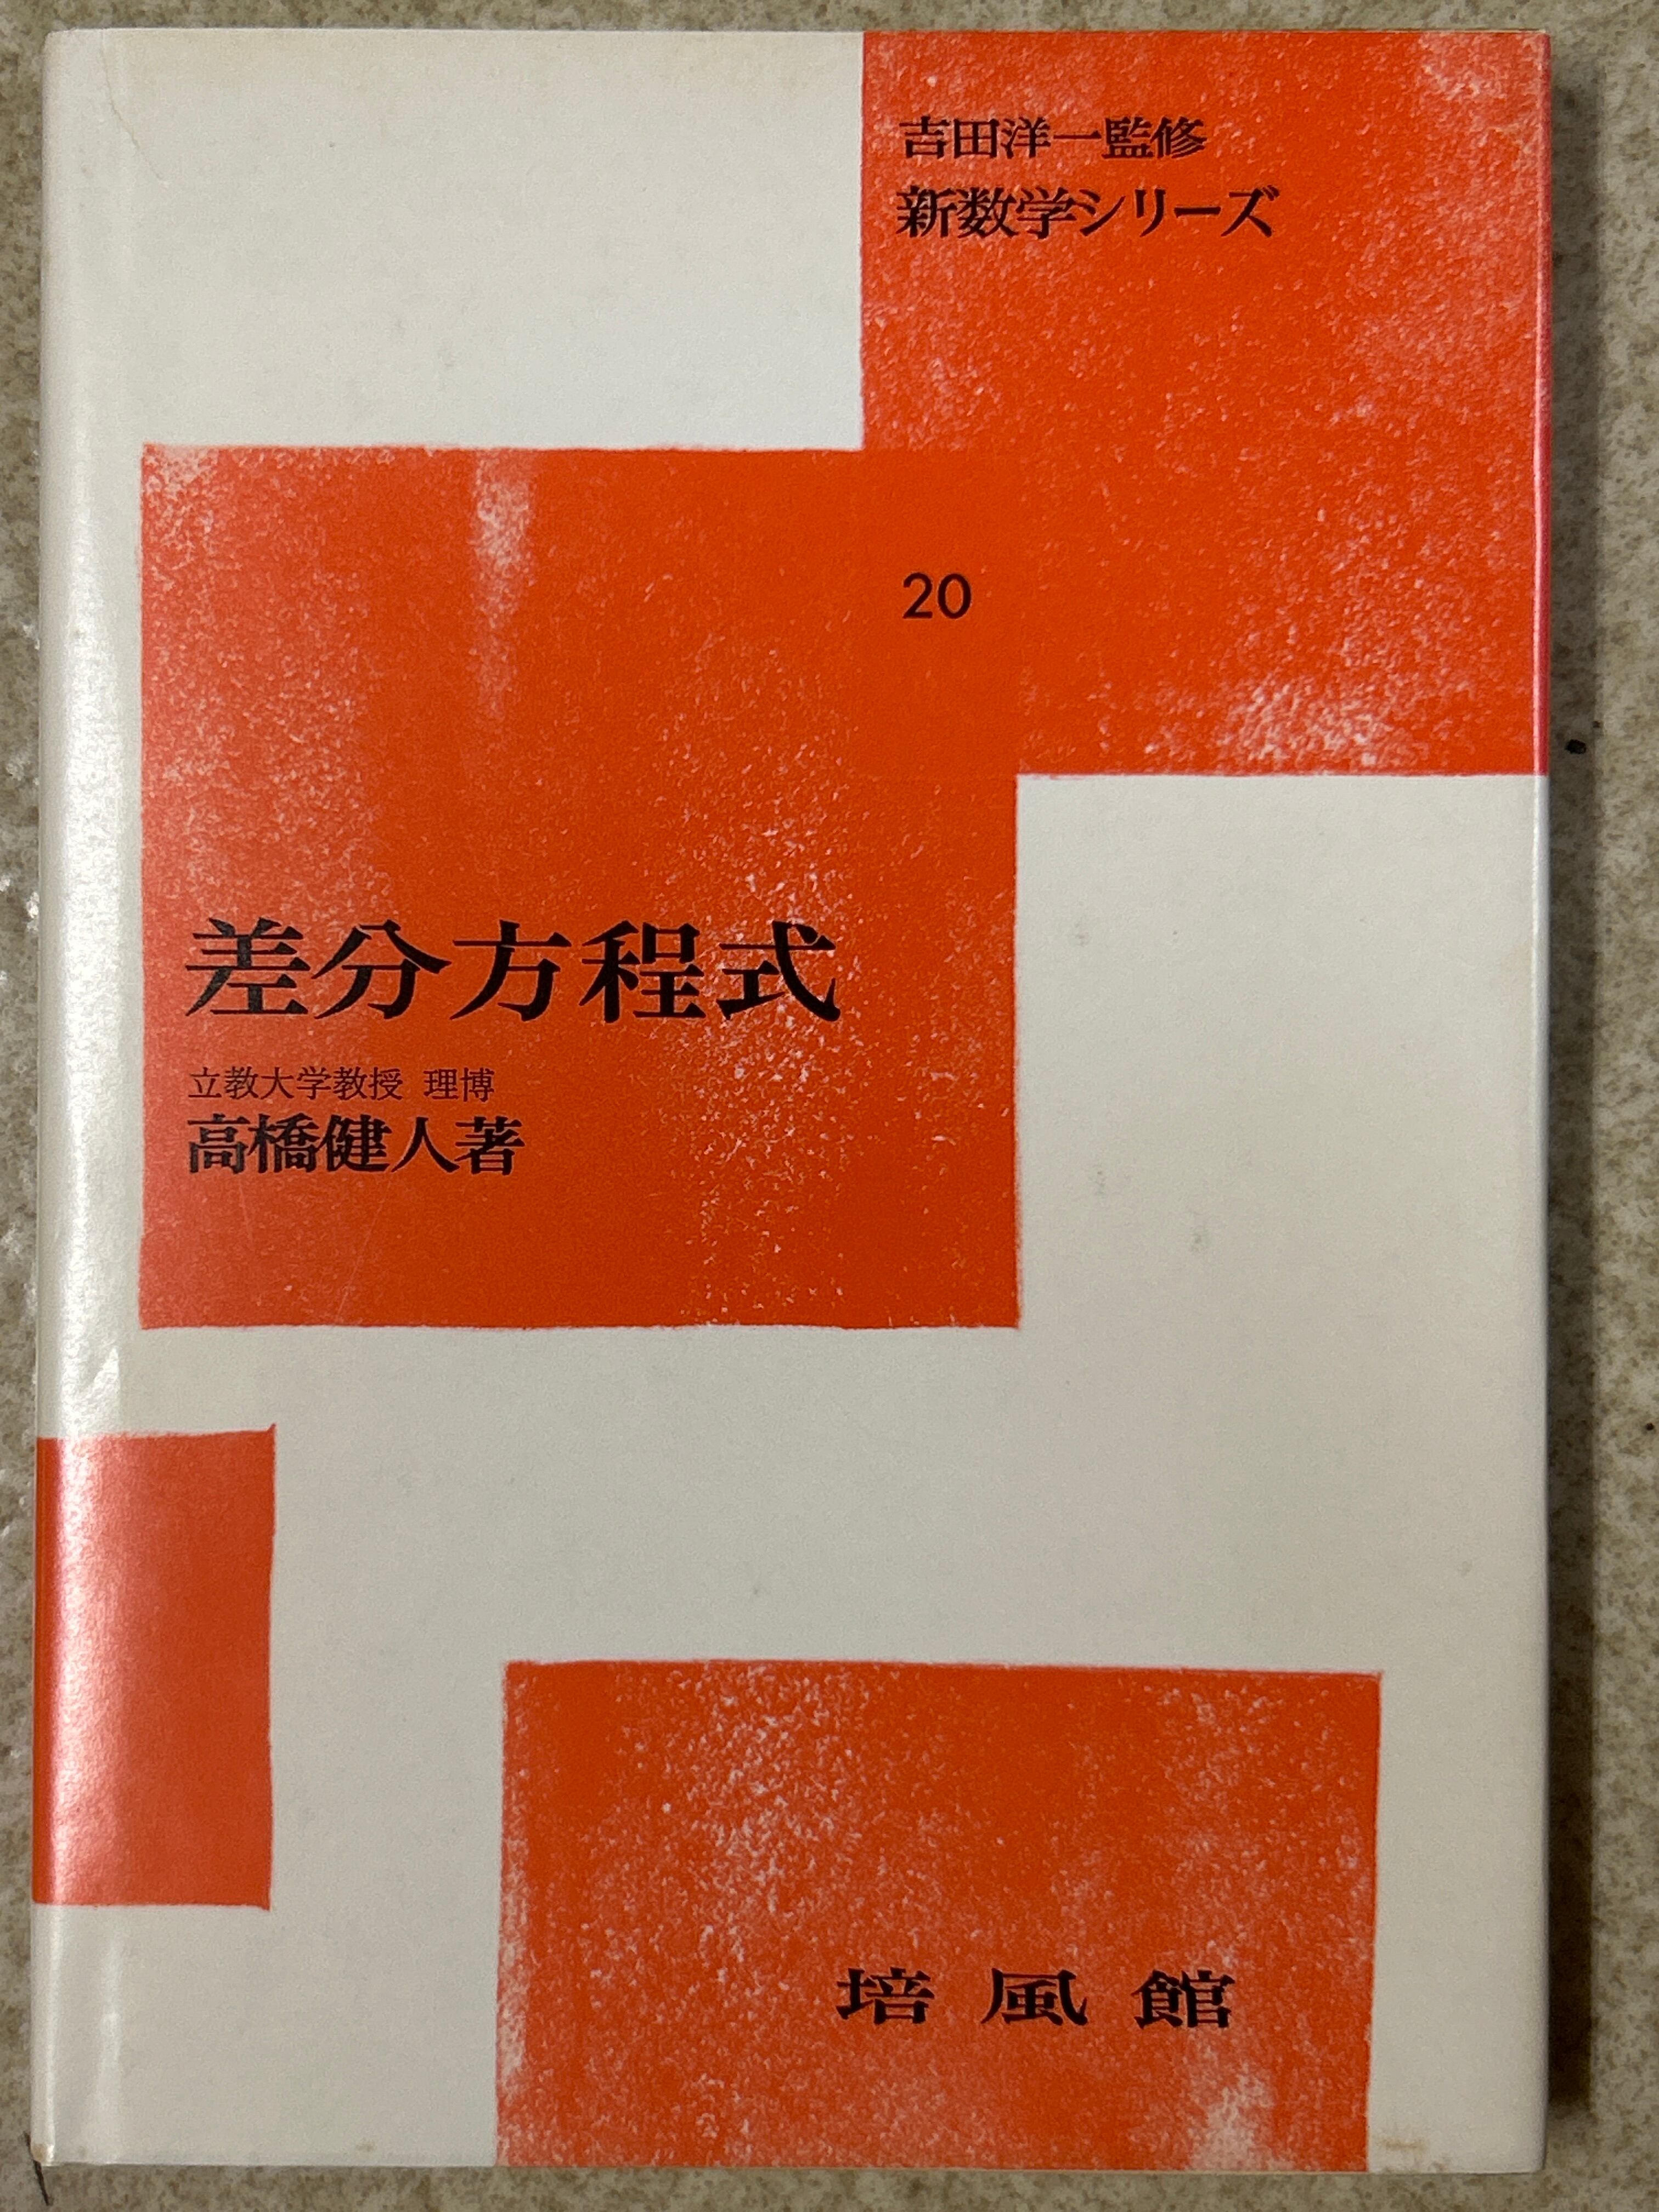 吉田洋一監修
新数学シリーズ
20
差分方程式
立教大学教授 理博
高橋健人著
培風館